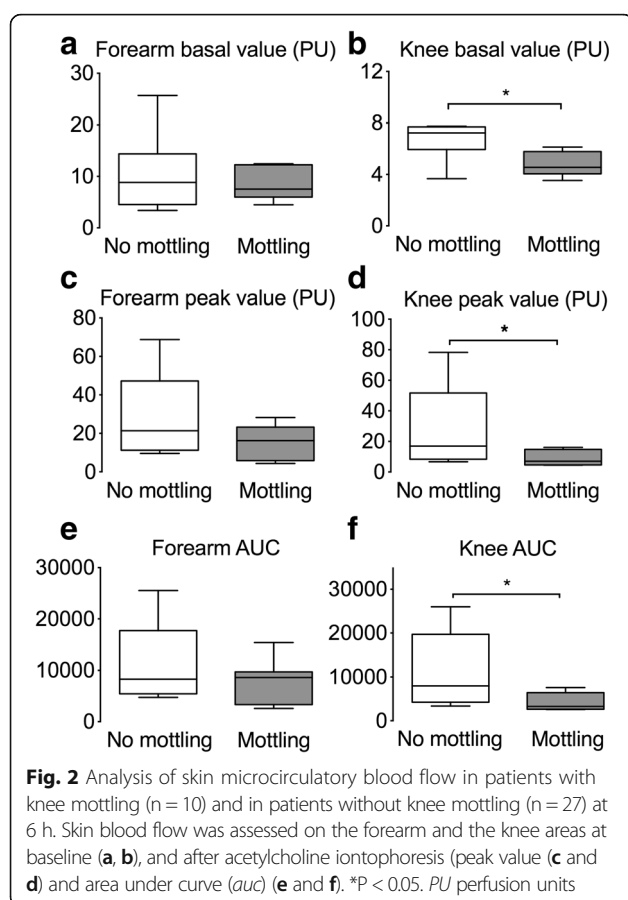 a Forearm basal value (PU)
30
20
10
0
No mottling Mottling
b Knee basal value (PU)
12
8
4
0
*
No mottling Mottling
c Forearm peak value (PU)
80
60
40
20
0
No mottling Mottling
d Knee peak value (PU)
100
80
60
40
20
0
*
No mottling Mottling
e Forearm AUC
30000
20000
10000
0
No mottling Mottling
f Knee AUC
30000
20000
10000
0
*
No mottling Mottling
Fig. 2 Analysis of skin microcirculatory blood flow in patients with
knee mottling (n = 10) and in patients without knee mottling (n = 27) at
6 h. Skin blood flow was assessed on the forearm and the knee areas at
baseline (a, b), and after acetylcholine iontophoresis (peak value (c and
d) and area under curve (auc) (e and f). *P < 0.05. PU perfusion units